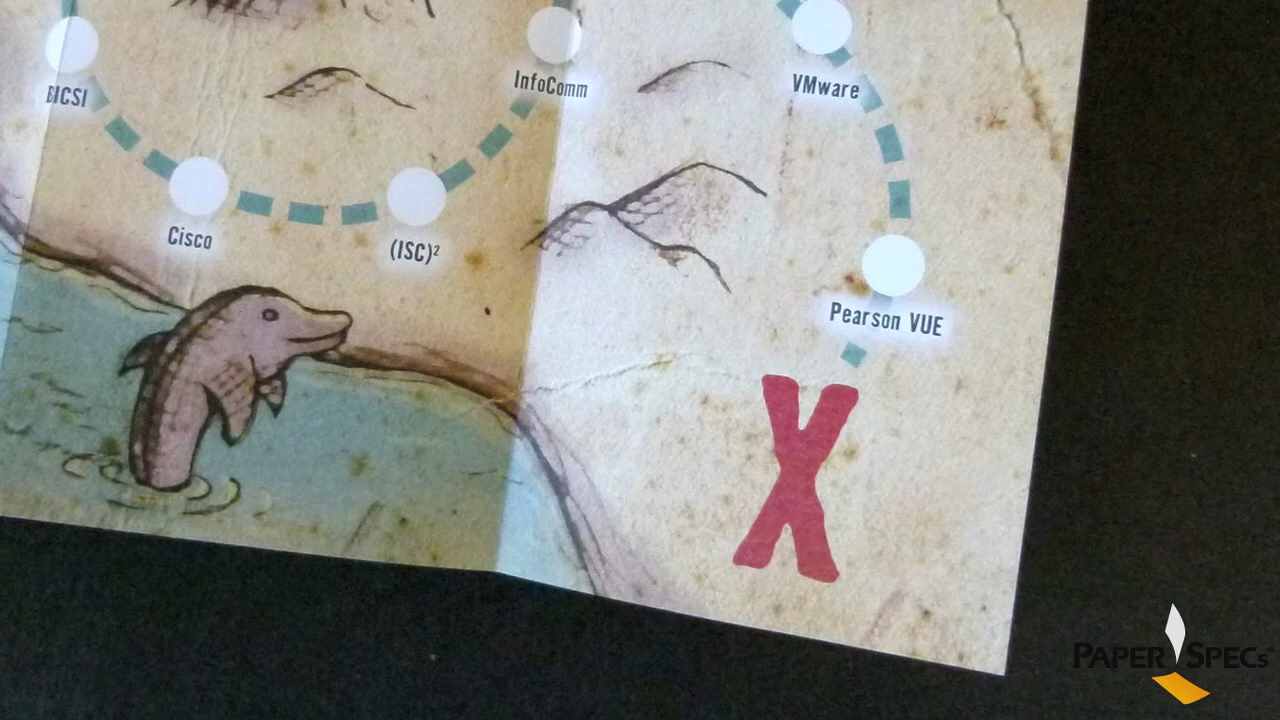 BICSI
InfoComm
VMware
Cisco
(ISC)²
Pearson VUE
X
PAPER SPECs